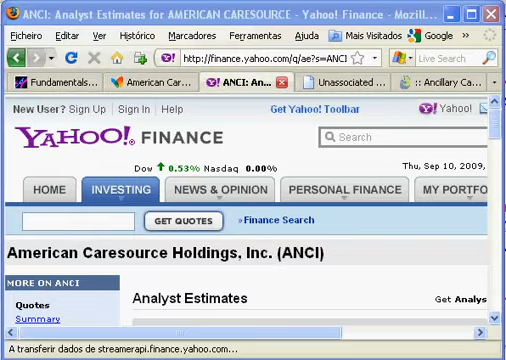 ANCI: Analyst Estimates for AMERICAN CARESOURCE - Yahoo! Finance - Mozill...
Ficheiro Editar Ver Histórico Marcadores Ferramentas Ajuda Mais Visitados Google »
http://finance.yahoo.com/q/ae?s=ANCI Live Search
Fundamentals... American Car... ANCI: An... Unassociated ... :: Ancillary Ca...
New User? Sign Up Sign In Help Get Yahoo! Toolbar Yahoo!
YAHOO! FINANCE Search
Dow 0.53% Nasdaq 0.00% Thu, Sep 10, 2009,
HOME INVESTING NEWS & OPINION PERSONAL FINANCE MY PORTFO
GET QUOTES » Finance Search
American Caresource Holdings, Inc. (ANCI)
MORE ON ANCI
Analyst Estimates Get Analys
Quotes
Summary
A transferir dados de streamerapi.finance.yahoo.com...